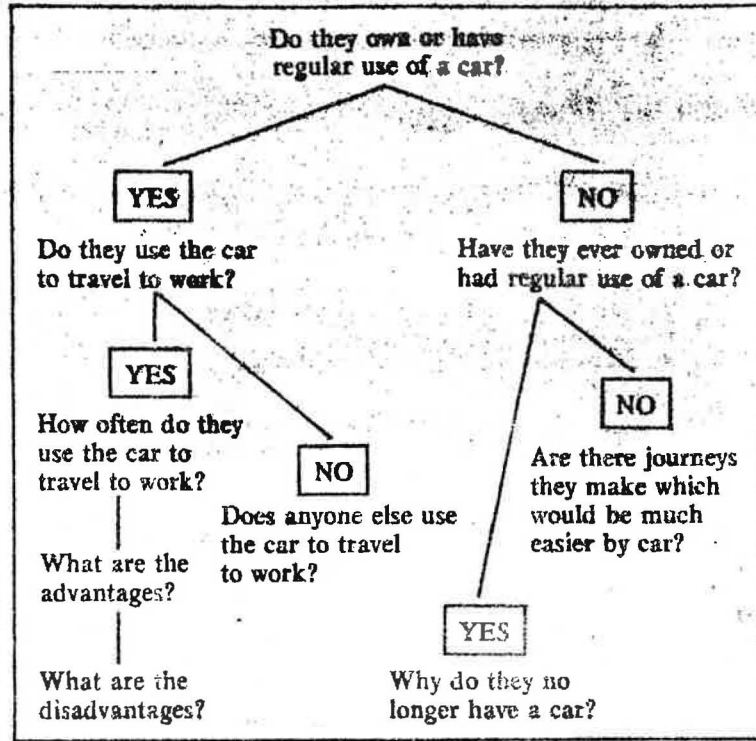 Do they own or have
regular use of a car?
YES
NO
Do they use the car
to travel to work?
Have they ever owned or
had regular use of a car?
YES
How often do they
use the car to
travel to work?
NO
Does anyone else use
the car to travel
to work?
NO
Are there journeys
they make which
would be much
easier by car?
What are the
advantages?
What are the
disadvantages?
YES
Why do they no
longer have a car?